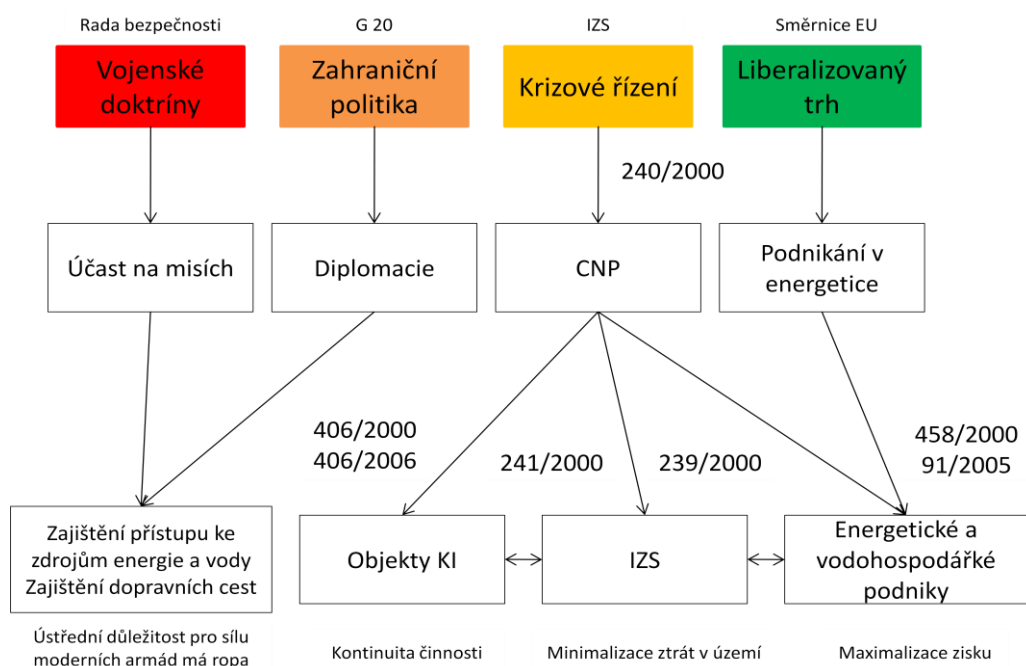 Rada bezpečnosti
G 20
IZS
Směrnice EU
Vojenské
doktríny
Zahraniční
politika
Krizové řízení
Liberalizovaný
trh
240/2000
Účast na misích
Diplomacie
CNP
Podnikání v
energetice
406/2000
406/2006
241/2000
239/2000
458/2000
91/2005
Zajištění přístupu ke
zdrojům energie a vody
Zajištění dopravních cest
Objekty KI
IZS
Energetické a
vodohospodářké
podniky
Ústřední důležitost pro sílu
moderních armád má ropa
Kontinuita činnosti
Minimalizace ztrát v území
Maximalizace zisku